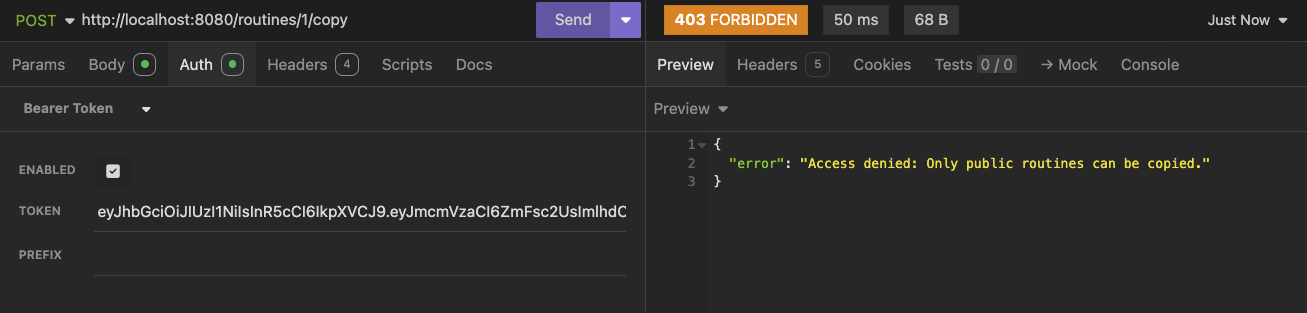 POST http://localhost:8080/routines/1/copy Send
403 FORBIDDEN 50 ms 68 B Just Now
Params Body Auth Headers 4 Scripts Docs
Preview Headers 5 Cookies Tests 0 / 0 → Mock Console
Bearer Token
Preview
ENABLED
TOKEN eyJhbGciOiJIUzI1NiIsInR5cCI6IkpXVCJ9.eyJmcmVzaCI6ZmFsc2UsImlhdC
PREFIX
1 {
2 "error": "Access denied: Only public routines can be copied."
3 }